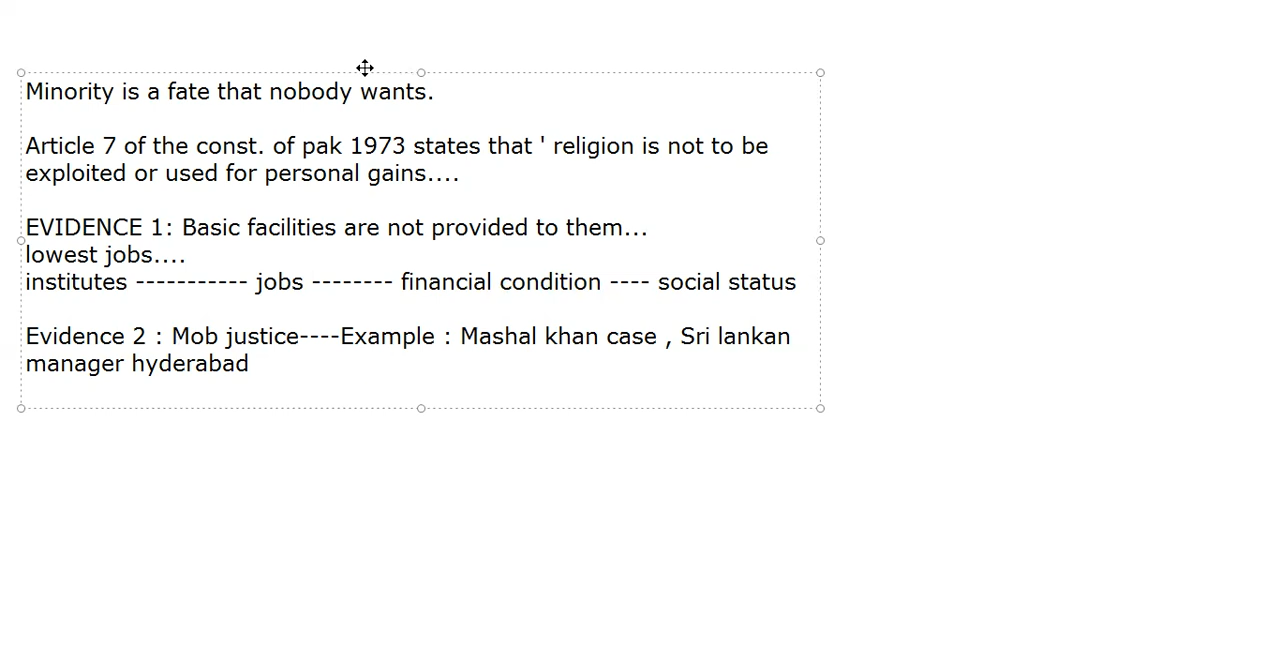 Minority is a fate that nobody wants.
Article 7 of the const. of pak 1973 states that ' religion is not to be
exploited or used for personal gains....
EVIDENCE 1: Basic facilities are not provided to them...
lowest jobs....
institutes ----------- jobs -------- financial condition ---- social status
Evidence 2 : Mob justice----Example : Mashal khan case , Sri lankan
manager hyderabad